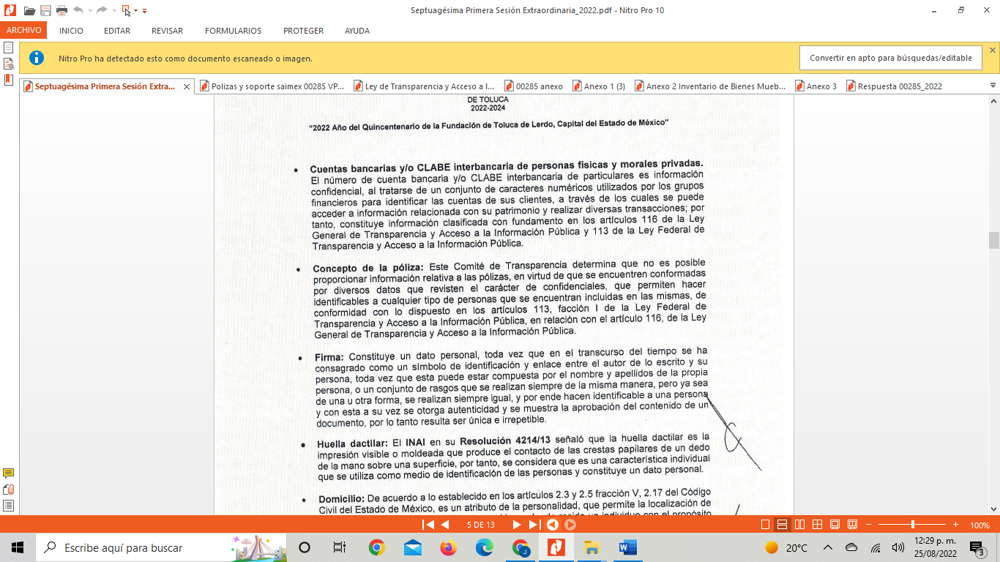 Septuagésima Primera Sesión Extraordinaria_2022.pdf - Nitro Pro 10
ARCHIVO INICIO EDITAR REVISAR FORMULARIOS PROTEGER AYUDA
Nitro Pro ha detectado esto como documento escaneado o imagen.
Convertir en apto para búsquedas/editable
Septuagésima Primera Sesión Extra... Polizas y soporte saimex 00285 VP... Ley de Transparencia y Acceso a l... 00285 anexo Anexo 1 (3) Anexo 2 Inventario de Bienes Mueb... Anexo 3 Respuesta 00285_2022
DE TOLUCA
2022-2024
“2022 Año del Quincentenario de la Fundación de Toluca de Lerdo, Capital del Estado de México”
• Cuentas bancarias y/o CLABE interbancaria de personas físicas y morales privadas.
El número de cuenta bancaria y/o CLABE interbancaria de particulares es información
confidencial, al tratarse de un conjunto de caracteres numéricos utilizados por los grupos
financieros para identificar las cuentas de sus clientes, a través de los cuales se puede
acceder a información relacionada con su patrimonio y realizar diversas transacciones; por
tanto, constituye información clasificada con fundamento en los artículos 116 de la Ley
General de Transparencia y Acceso a la Información Pública y 113 de la Ley Federal de
Transparencia y Acceso a la Información Pública.
• Concepto de la póliza: Este Comité de Transparencia determina que no es posible
proporcionar información relativa a las pólizas, en virtud de que se encuentren conformadas
por diversos datos que revisten el carácter de confidenciales, que permiten hacer
identificables a cualquier tipo de personas que se encuentran incluidas en las mismas, de
conformidad con lo dispuesto en los artículos 113, facción I de la Ley Federal de
Transparencia y Acceso a la Información Pública, en relación con el artículo 116, de la Ley
General de Transparencia y Acceso a la Información Pública.
• Firma: Constituye un dato personal, toda vez que en el transcurso del tiempo se ha
consagrado como un símbolo de identificación y enlace entre el autor de lo escrito y su
persona, toda vez que esta puede estar compuesta por el nombre y apellidos de la propia
persona, o un conjunto de rasgos que se realizan siempre de la misma manera, pero ya sea
de una u otra forma, se realizan siempre igual, y por ende hacen identificable a una persona
y con esta a su vez se otorga autenticidad y se muestra la aprobación del contenido de un
documento, por lo tanto resulta ser única e irrepetible.
• Huella dactilar: El INAI en su Resolución 4214/13 señaló que la huella dactilar es la
impresión visible o moldeada que produce el contacto de las crestas papilares de un dedo
de la mano sobre una superficie, por tanto, se considera que es una característica individual
que se utiliza como medio de identificación de las personas y constituye un dato personal.
• Domicilio: De acuerdo a lo establecido en los artículos 2.3 y 2.5 fracción V, 2.17 del Código
Civil del Estado de México, es un atributo de la personalidad, que permite la localización de
5 DE 13
100%
Escribe aquí para buscar
20°C
12:29 p. m.
25/08/2022
3